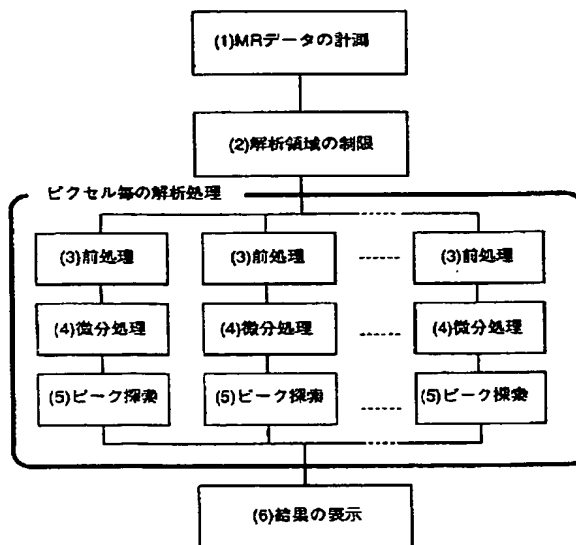 (1)MRデータの計測
(2)解析領域の制限
ピクセル毎の解析処理
(3)前処理 (3)前処理 (3)前処理
(4)微分処理 (4)微分処理 (4)微分処理
(5)ピーク探索 (5)ピーク探索 (5)ピーク探索
(6)結果の表示